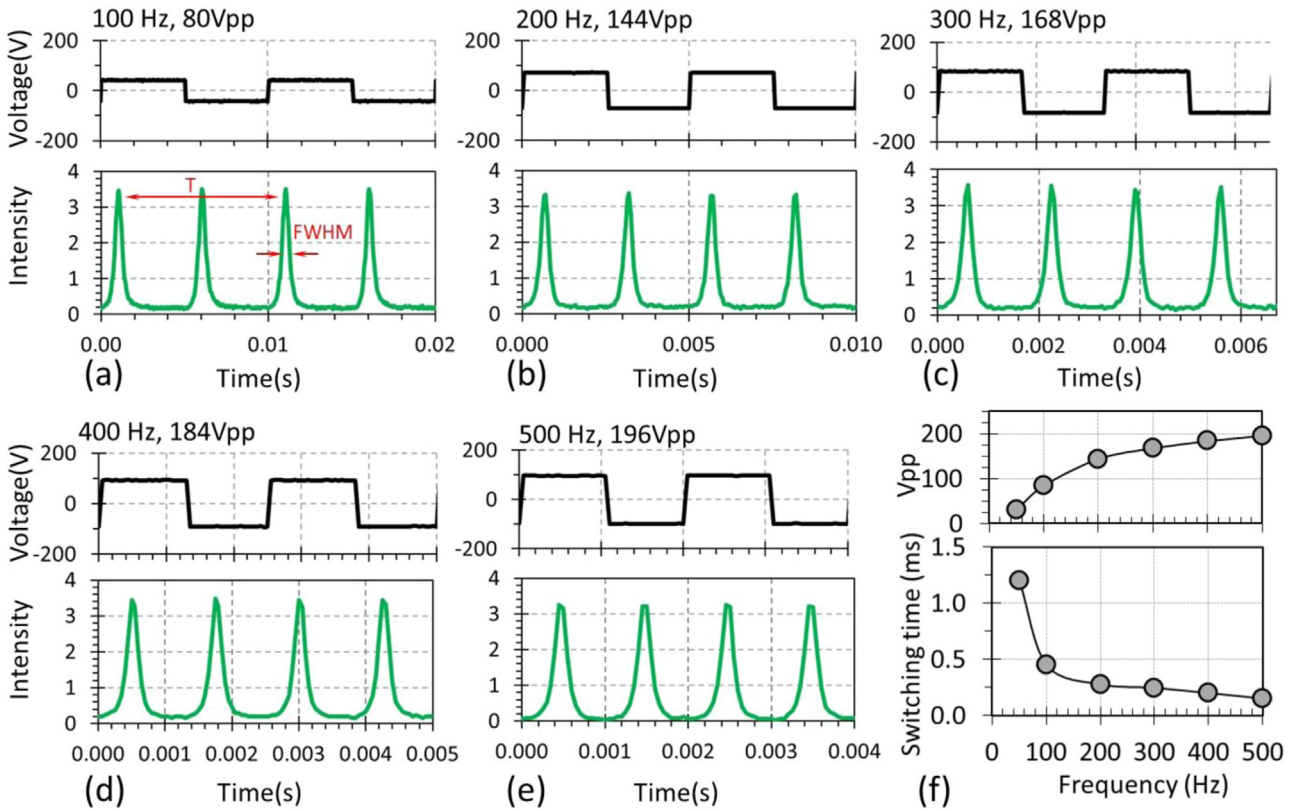 100 Hz, 80Vpp
Voltage(V)
200
0
-200
Intensity
4
3
2
1
0
T
FWHM
0.00
0.01
0.02
(a)
Time(s)
200 Hz, 144Vpp
200
0
-200
4
3
2
1
0
0.000
0.005
0.010
(b)
Time(s)
300 Hz, 168Vpp
200
0
-200
4
3
2
1
0
0.000
0.002
0.004
0.006
(c)
Time(s)
400 Hz, 184Vpp
Voltage(V)
200
0
-200
Intensity
4
3
2
1
0
0.000
0.001
0.002
0.003
0.004
0.005
(d)
Time(s)
500 Hz, 196Vpp
200
0
-200
4
3
2
1
0
0.000
0.001
0.002
0.003
0.004
(e)
Time(s)
Vpp
200
100
0
Switching time (ms)
1.5
1.0
0.5
0.0
0
100
200
300
400
500
(f)
Frequency (Hz)